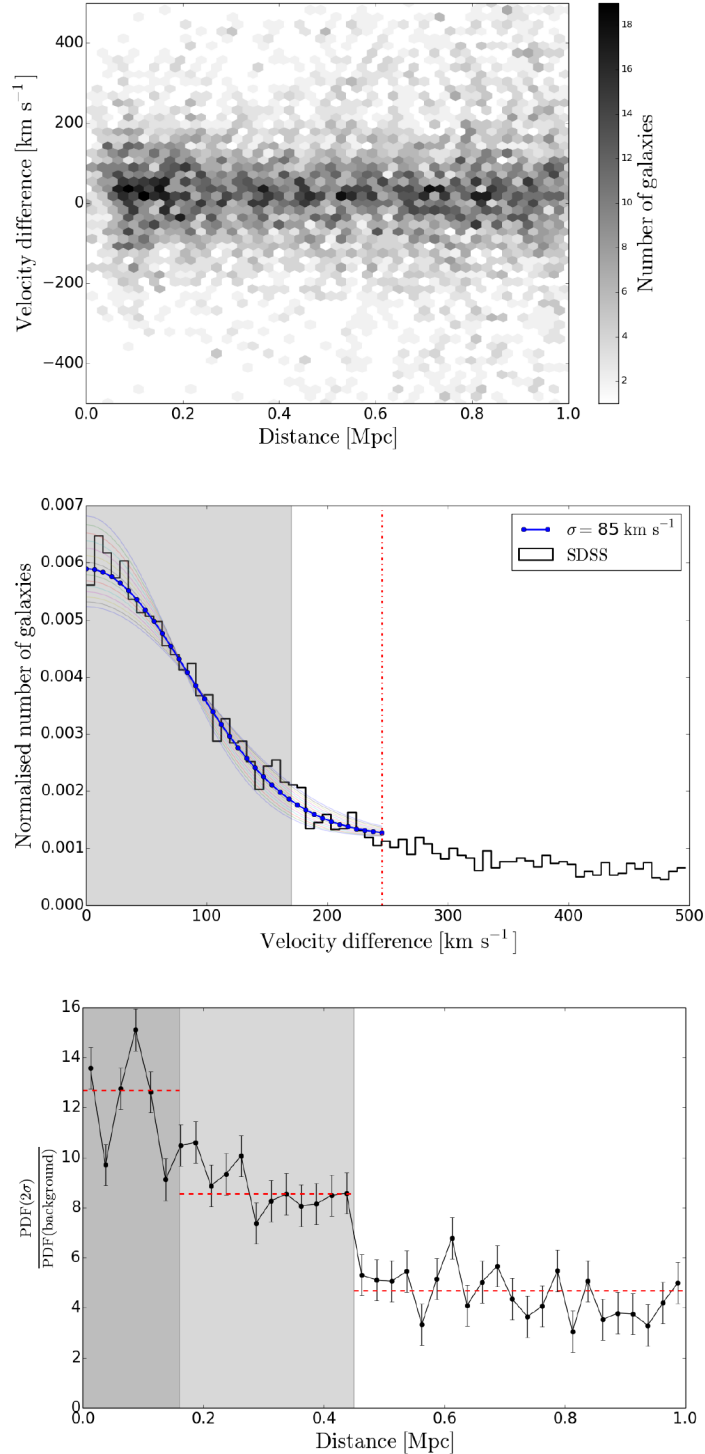 400
200
0
−200
−400
Velocity difference [km s−1]
0.0 0.2 0.4 0.6 0.8 1.0
Distance [Mpc]
18
16
14
12
10
8
6
4
2
Number of galaxies
0.007
0.006
0.005
0.004
0.003
0.002
0.001
0.000
Normalised number of galaxies
σ = 85 km s−1
SDSS
0 100 200 300 400 500
Velocity difference [km s−1]
16
14
12
10
8
6
4
2
0
PDF(2σ)
PDF(background)
0.0 0.2 0.4 0.6 0.8 1.0
Distance [Mpc]